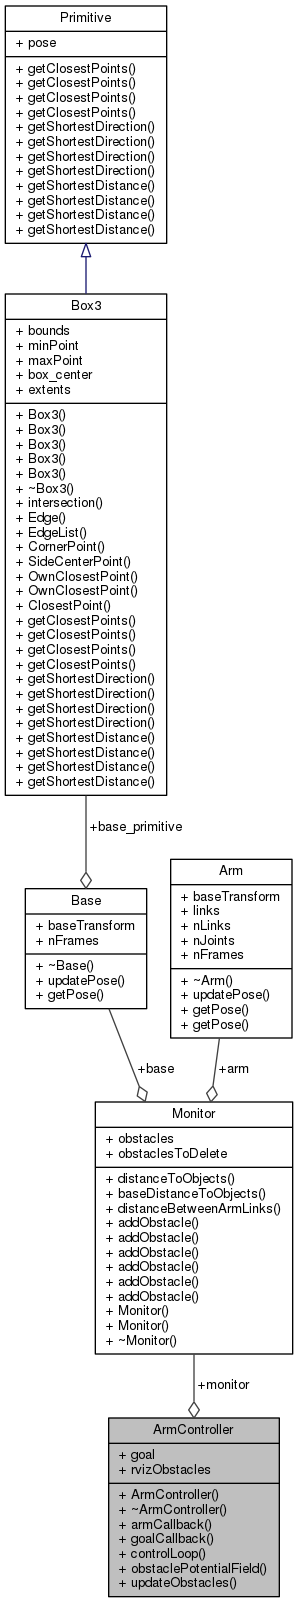 Primitive
+ pose
+ getClosestPoints()
+ getClosestPoints()
+ getClosestPoints()
+ getClosestPoints()
+ getShortestDirection()
+ getShortestDirection()
+ getShortestDirection()
+ getShortestDirection()
+ getShortestDistance()
+ getShortestDistance()
+ getShortestDistance()
+ getShortestDistance()
Box3
+ bounds
+ minPoint
+ maxPoint
+ box_center
+ extents
+ Box3()
+ Box3()
+ Box3()
+ Box3()
+ Box3()
+ ~Box3()
+ intersection()
+ Edge()
+ EdgeList()
+ CornerPoint()
+ SideCenterPoint()
+ OwnClosestPoint()
+ OwnClosestPoint()
+ ClosestPoint()
+ getClosestPoints()
+ getClosestPoints()
+ getClosestPoints()
+ getClosestPoints()
+ getShortestDirection()
+ getShortestDirection()
+ getShortestDirection()
+ getShortestDirection()
+ getShortestDistance()
+ getShortestDistance()
+ getShortestDistance()
+ getShortestDistance()
+base_primitive
Base
+ baseTransform
+ nFrames
+ ~Base()
+ updatePose()
+ getPose()
Arm
+ baseTransform
+ links
+ nLinks
+ nJoints
+ nFrames
+ ~Arm()
+ updatePose()
+ getPose()
+ getPose()
+base
+arm
Monitor
+ obstacles
+ obstaclesToDelete
+ distanceToObjects()
+ baseDistanceToObjects()
+ distanceBetweenArmLinks()
+ addObstacle()
+ addObstacle()
+ addObstacle()
+ addObstacle()
+ addObstacle()
+ addObstacle()
+ Monitor()
+ Monitor()
+ ~Monitor()
+monitor
ArmController
+ goal
+ rvizObstacles
+ ArmController()
+ ~ArmController()
+ armCallback()
+ goalCallback()
+ controlLoop()
+ obstaclePotentialField()
+ updateObstacles()